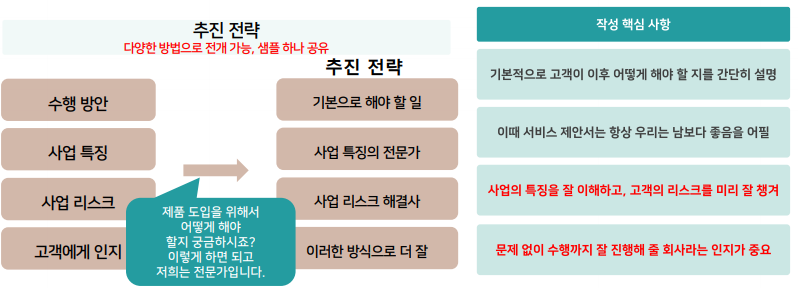 추진 전략
다양한 방법으로 전개 가능, 샘플 하나 공유
추진 전략
수행 방안
사업 특징
사업 리스크
고객에게 인지
기본으로 해야 할 일
사업 특징의 전문가
사업 리스크 해결사
이러한 방식으로 더 잘
제품 도입을 위해서
어떻게 해야
할지 궁금하시죠?
이렇게 하면 되고
저희는 전문가입니다.
작성 핵심 사항
기본적으로 고객이 이후 어떻게 해야 할 지를 간단히 설명
이때 서비스 제안서는 항상 우리는 남보다 좋음을 어필
사업의 특징을 잘 이해하고, 고객의 리스크를 미리 잘 챙겨
문제 없이 수행까지 잘 진행해 줄 회사라는 인지가 중요